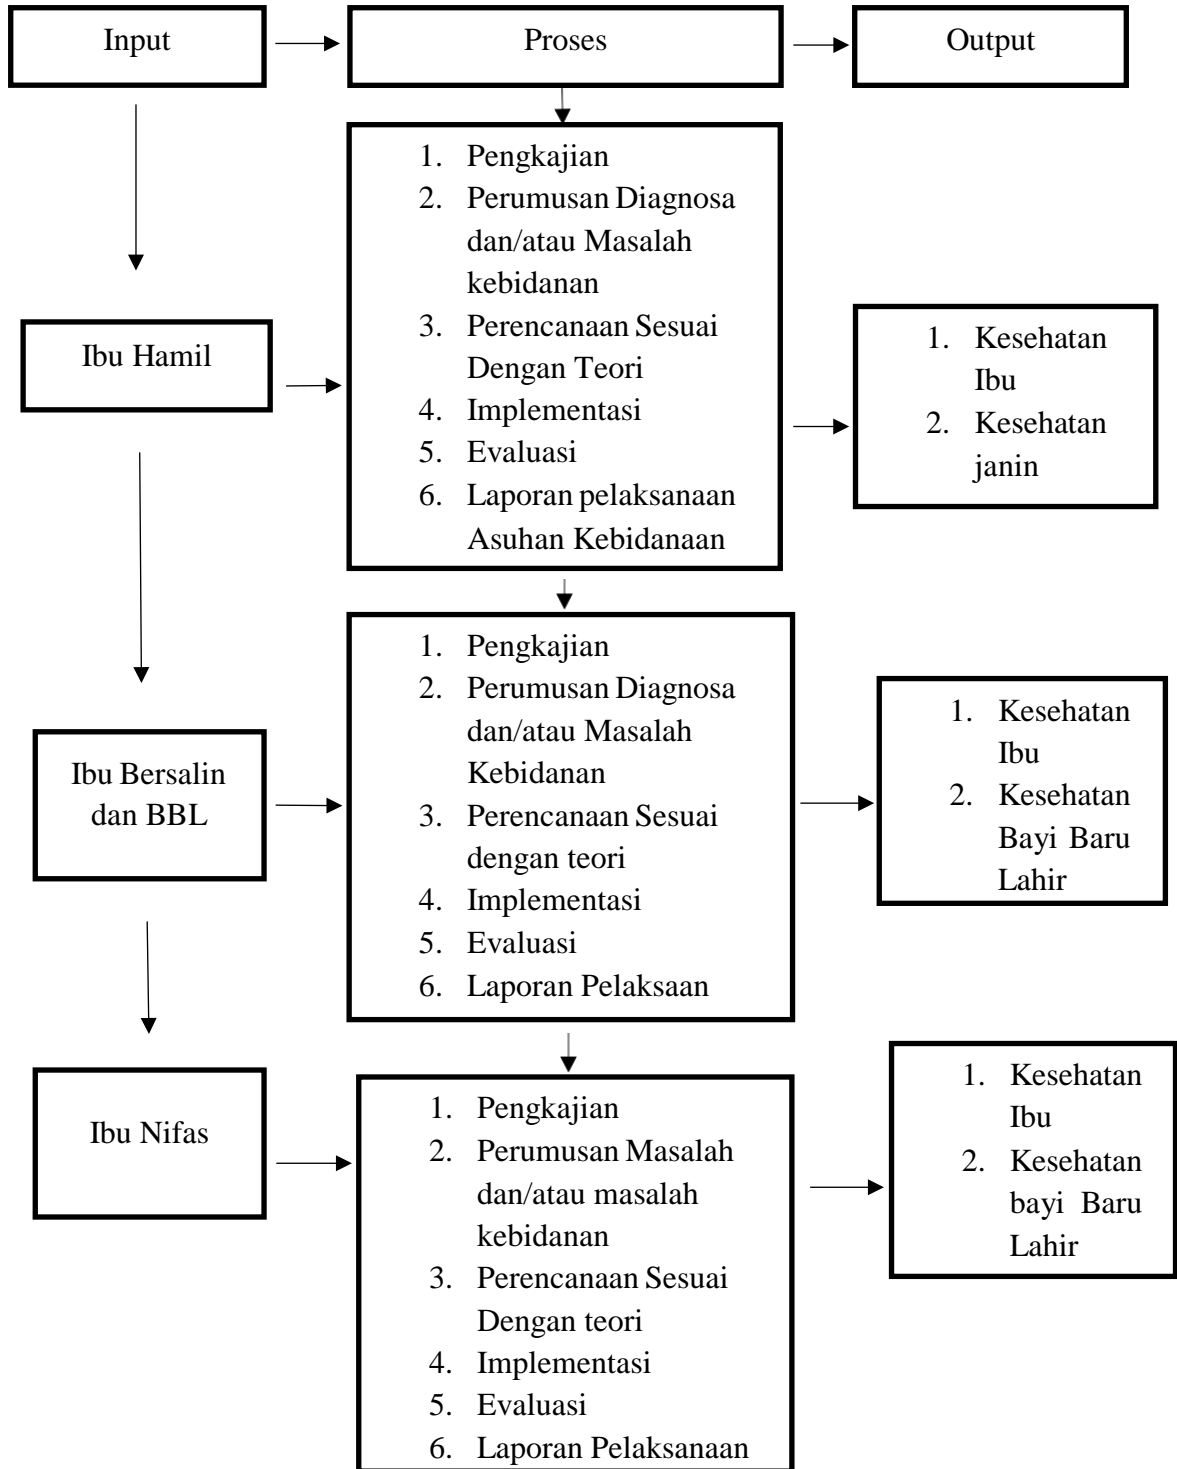 Input
Proses
Output
1. Pengkajian
2. Perumusan Diagnosa
dan/atau Masalah
kebidanan
3. Perencanaan Sesuai
Dengan Teori
4. Implementasi
5. Evaluasi
6. Laporan pelaksanaan
Asuhan Kebidanaan
Ibu Hamil
1. Kesehatan
Ibu
2. Kesehatan
janin
1. Pengkajian
2. Perumusan Diagnosa
dan/atau Masalah
Kebidanan
3. Perencanaan Sesuai
dengan teori
4. Implementasi
5. Evaluasi
6. Laporan Pelaksaan
Ibu Bersalin
dan BBL
1. Kesehatan
Ibu
2. Kesehatan
Bayi Baru
Lahir
Ibu Nifas
1. Pengkajian
2. Perumusan Masalah
dan/atau masalah
kebidanan
3. Perencanaan Sesuai
Dengan teori
4. Implementasi
5. Evaluasi
6. Laporan Pelaksanaan
1. Kesehatan
Ibu
2. Kesehatan
bayi Baru
Lahir